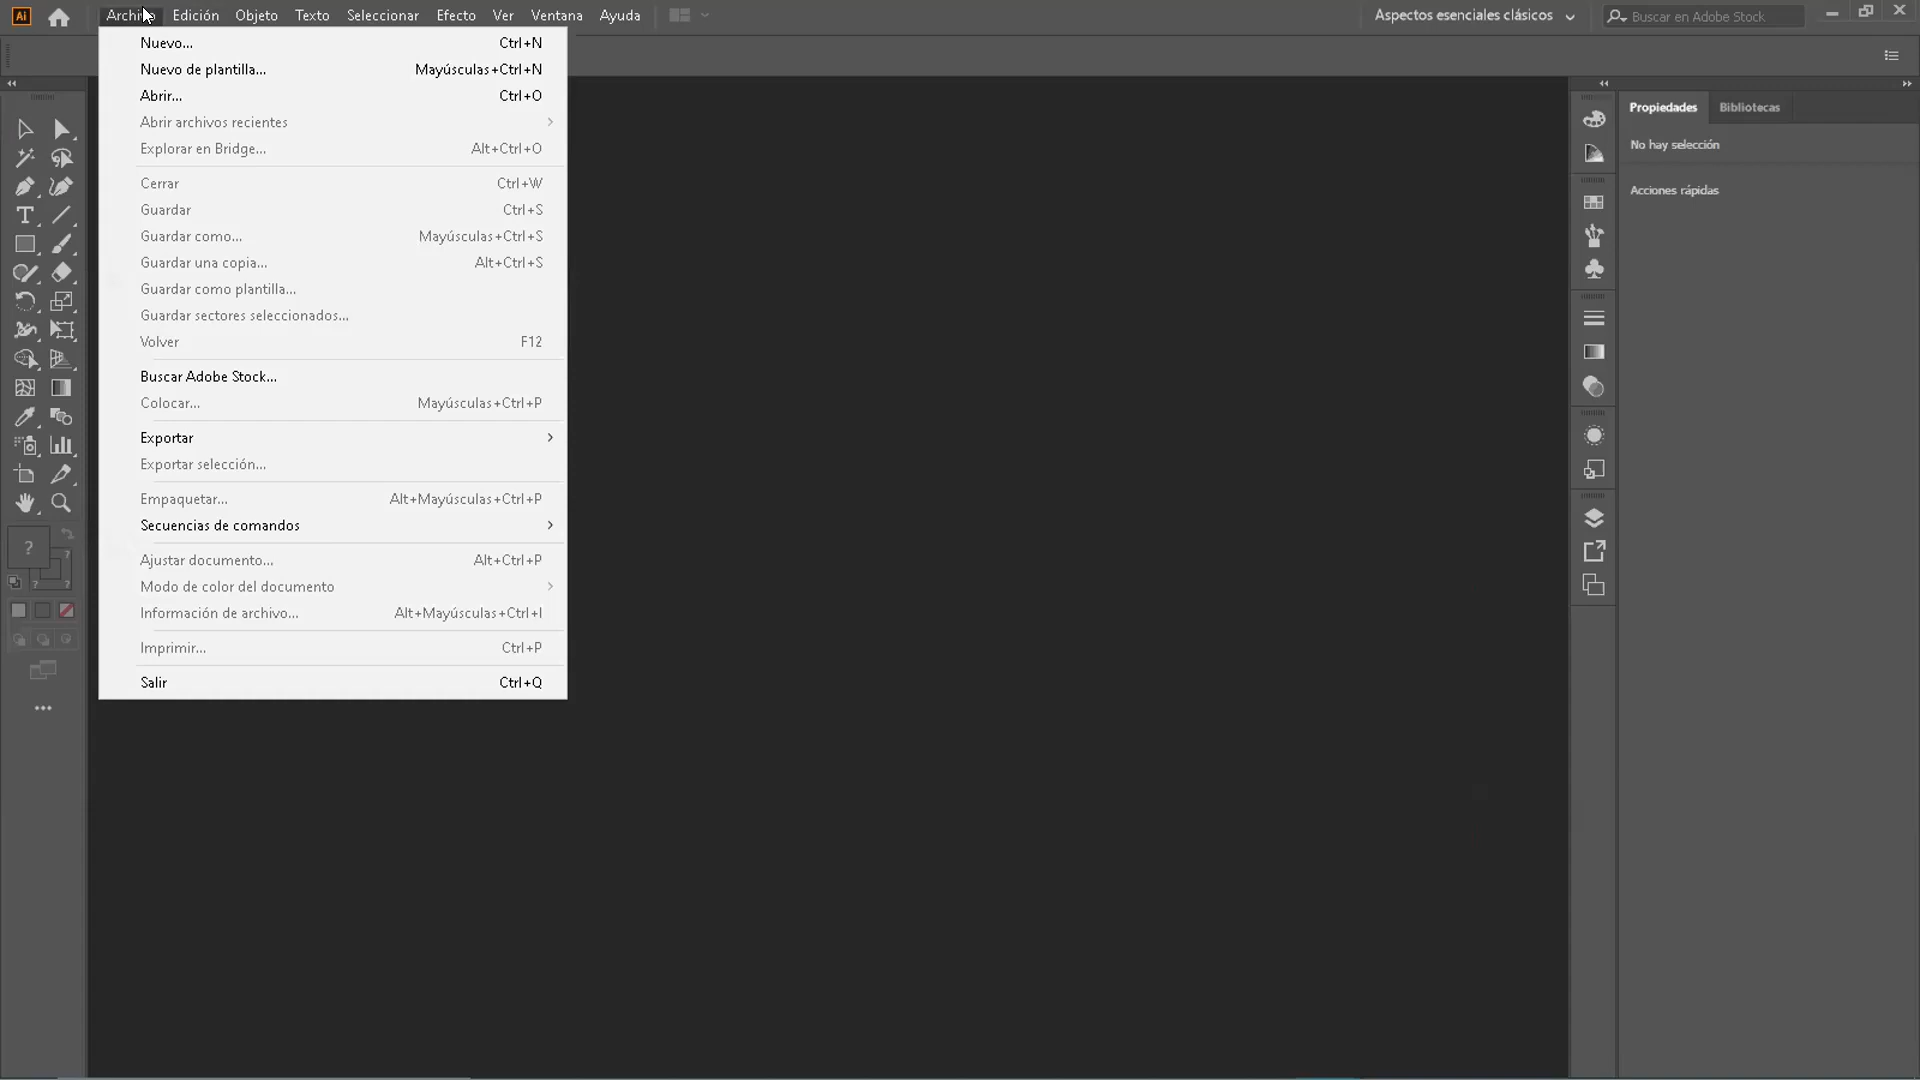 Ai Archivo Edición Objeto Texto Seleccionar Efecto Ver Ventana Ayuda Aspectos esenciales clásicos Buscar en Adobe Stock
Nuevo... Ctrl+N
Nuevo de plantilla... Mayúsculas+Ctrl+N
Abrir... Ctrl+O
Abrir archivos recientes
Explorar en Bridge... Alt+Ctrl+O
Cerrar Ctrl+W
Guardar Ctrl+S
Guardar como... Mayúsculas+Ctrl+S
Guardar una copia... Alt+Ctrl+S
Guardar como plantilla...
Guardar sectores seleccionados...
Volver F12
Buscar Adobe Stock...
Colocar... Mayúsculas+Ctrl+P
Exportar
Exportar selección...
Empaquetar... Alt+Mayúsculas+Ctrl+P
Secuencias de comandos
Ajustar documento... Alt+Ctrl+P
Modo de color del documento
Información de archivo... Alt+Mayúsculas+Ctrl+I
Imprimir... Ctrl+P
Salir Ctrl+Q
Propiedades Bibliotecas
No hay selección
Acciones rápidas